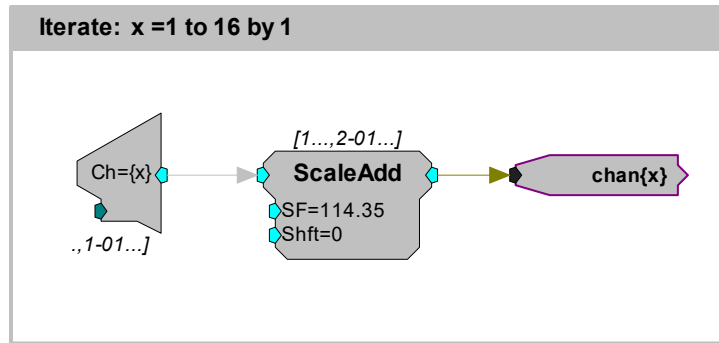 Iterate: x =1 to 16 by 1
[1...,2-01...]
Ch={x}
ScaleAdd
chan{x}
SF=114.35
Shft=0
.,1-01...]